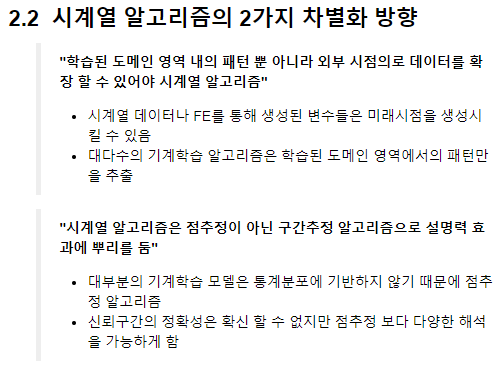 2.2 시계열 알고리즘의 2가지 차별화 방향
"학습된 도메인 영역 내의 패턴 뿐 아니라 외부 시점의로 데이터를 확
장 할 수 있어야 시계열 알고리즘"
• 시계열 데이터나 FE를 통해 생성된 변수들은 미래시점을 생성시
킬 수 있음
• 대다수의 기계학습 알고리즘은 학습된 도메인 영역에서의 패턴만
을 추출
"시계열 알고리즘은 점추정이 아닌 구간추정 알고리즘으로 설명력 효
과에 뿌리를 둠"
• 대부분의 기계학습 모델은 통계분포에 기반하지 않기 때문에 점추
정 알고리즘
• 신뢰구간의 정확성은 확신 할 수 없지만 점추정 보다 다양한 해석
을 가능하게 함